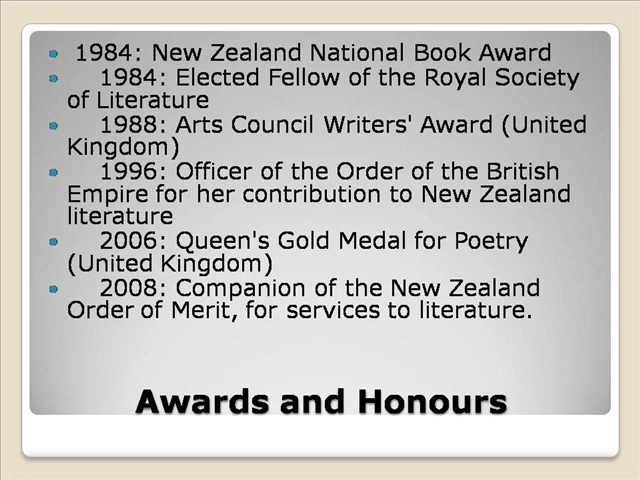 1984: New Zealand National Book Award
1984: Elected Fellow of the Royal Society
of Literature
1988: Arts Council Writers' Award (United
Kingdom)
1996: Officer of the Order of the British
Empire for her contribution to New Zealand
literature
2006: Queen's Gold Medal for Poetry
(United Kingdom)
2008: Companion of the New Zealand
Order of Merit, for services to literature.
Awards and Honours